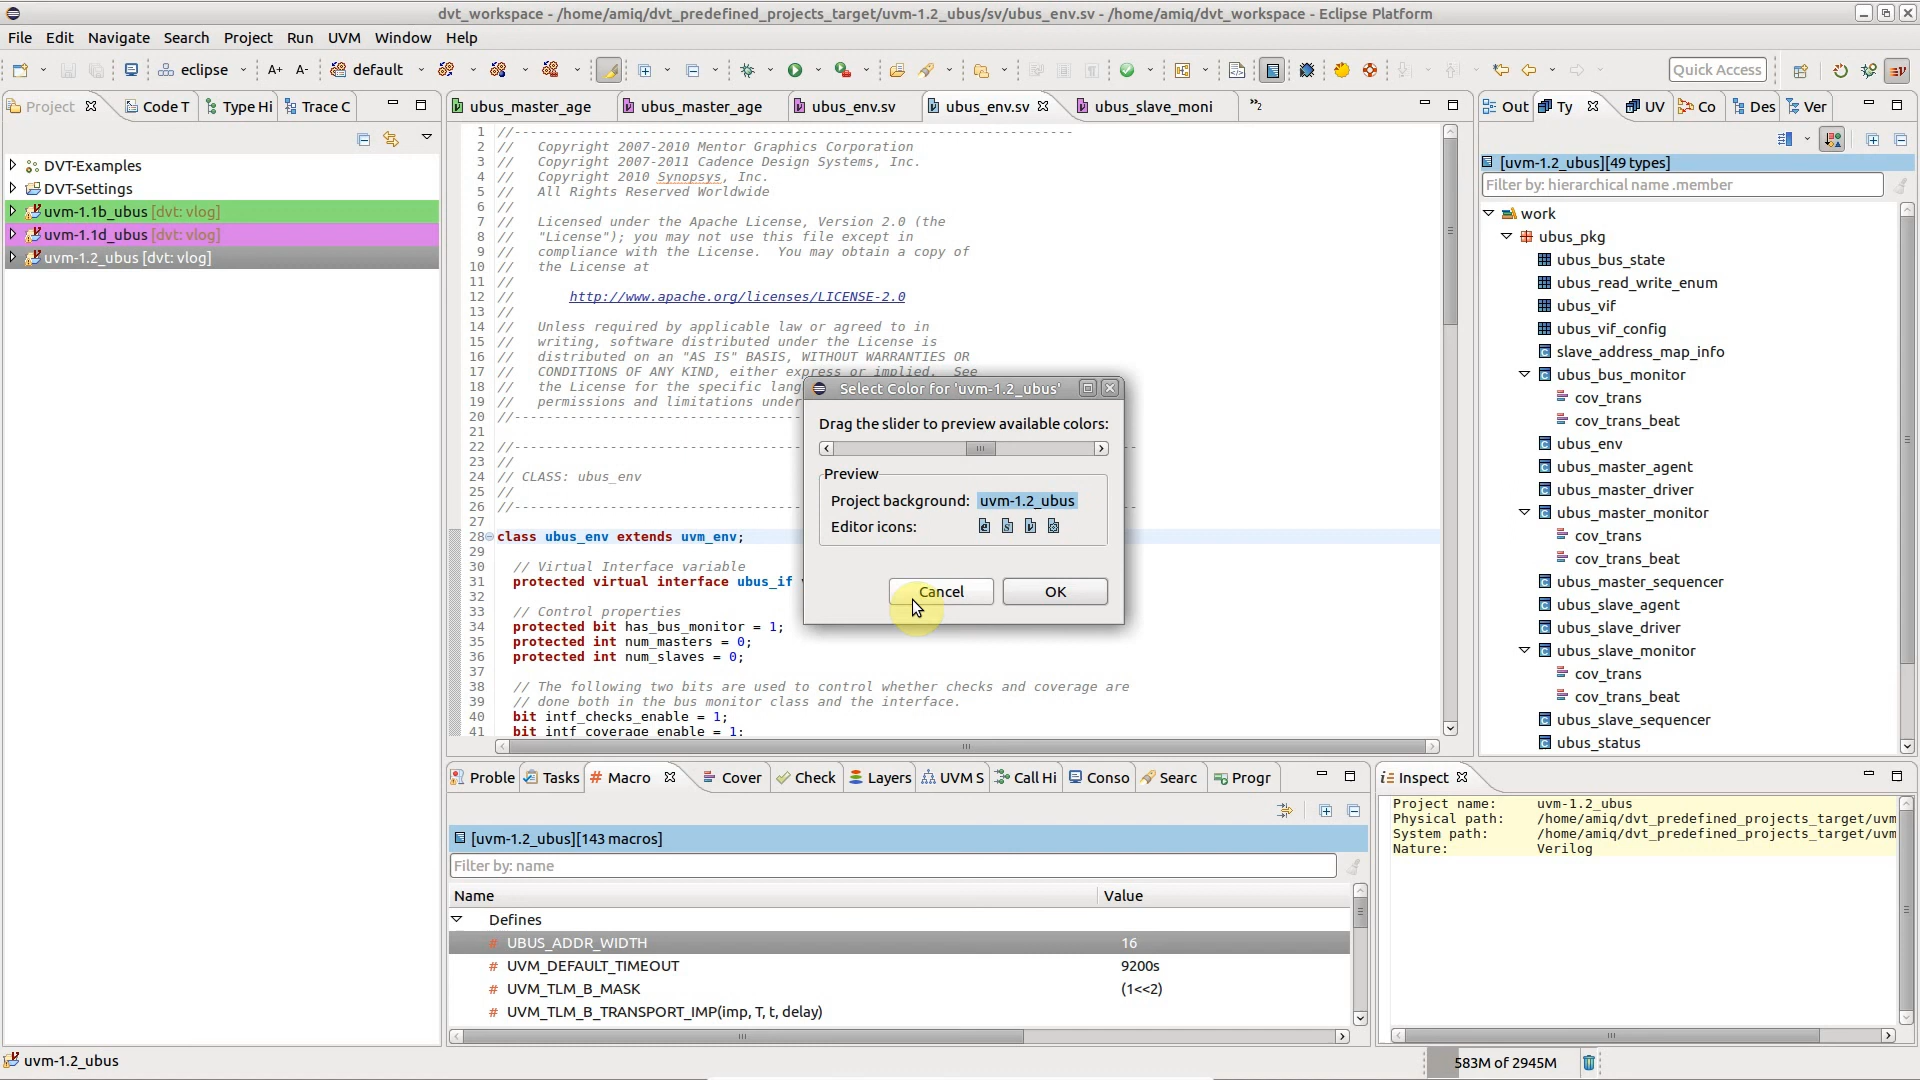 dvt_workspace - /home/amiq/dvt_predefined_projects_target/uvm-1.2_ubus/sv/ubus_env.sv - /home/amiq/dvt_workspace - Eclipse Platform
File Edit Navigate Search Project Run UVM Window Help
eclipse A+ A- default Quick Access
Project Code T Type Hi Trace C
DVT-Examples
DVT-Settings
uvm-1.1b_ubus [dvt: vlog]
uvm-1.1d_ubus [dvt: vlog]
uvm-1.2_ubus [dvt: vlog]
ubus_master_age ubus_master_age ubus_env.sv ubus_env.sv ubus_slave_moni »2
1 //----------------------------------------------------------------------
2 // Copyright 2007-2010 Mentor Graphics Corporation
3 // Copyright 2007-2011 Cadence Design Systems, Inc.
4 // Copyright 2010 Synopsys, Inc.
5 // All Rights Reserved Worldwide
6 //
7 // Licensed under the Apache License, Version 2.0 (the
8 // "License"); you may not use this file except in
9 // compliance with the License. You may obtain a copy of
10 // the License at
11 //
12 // http://www.apache.org/licenses/LICENSE-2.0
13 //
14 // Unless required by applicable law or agreed to in
15 // writing, software distributed under the License is
16 // distributed on an "AS IS" BASIS, WITHOUT WARRANTIES OR
17 // CONDITIONS OF ANY KIND, either express or implied. See
18 // the License for the specific lang
19 // permissions and limitations under
20 //-------------------------------------
21
22 //-------------------------------------
23 //
24 // CLASS: ubus_env
25 //
26 //-------------------------------------
27
28 class ubus_env extends uvm_env;
29
30 // Virtual Interface variable
31 protected virtual interface ubus_if
32
33 // Control properties
34 protected bit has_bus_monitor = 1;
35 protected int num_masters = 0;
36 protected int num_slaves = 0;
37
38 // The following two bits are used to control whether checks and coverage are
39 // done both in the bus monitor class and the interface.
40 bit intf_checks_enable = 1;
41 bit intf_coverage_enable = 1;
Select Color for 'uvm-1.2_ubus'
Drag the slider to preview available colors:
Preview
Project background: uvm-1.2_ubus
Editor icons:
Cancel OK
Out Ty UV Co Des Ver
[uvm-1.2_ubus][49 types]
Filter by: hierarchical name .member
work
ubus_pkg
ubus_bus_state
ubus_read_write_enum
ubus_vif
ubus_vif_config
slave_address_map_info
ubus_bus_monitor
cov_trans
cov_trans_beat
ubus_env
ubus_master_agent
ubus_master_driver
ubus_master_monitor
cov_trans
cov_trans_beat
ubus_master_sequencer
ubus_slave_agent
ubus_slave_driver
ubus_slave_monitor
cov_trans
cov_trans_beat
ubus_slave_sequencer
ubus_status
Proble Tasks # Macro Cover Check Layers UVM S Call Hi Conso Searc Progr
[uvm-1.2_ubus][143 macros]
Filter by: name
Name Value
Defines
# UBUS_ADDR_WIDTH 16
# UVM_DEFAULT_TIMEOUT 9200s
# UVM_TLM_B_MASK (1<<2)
# UVM_TLM_B_TRANSPORT_IMP(imp, T, t, delay)
Inspect
Project name: uvm-1.2_ubus
Physical path: /home/amiq/dvt_predefined_projects_target/uvm
System path: /home/amiq/dvt_predefined_projects_target/uvm
Nature: Verilog
uvm-1.2_ubus
583M of 2945M